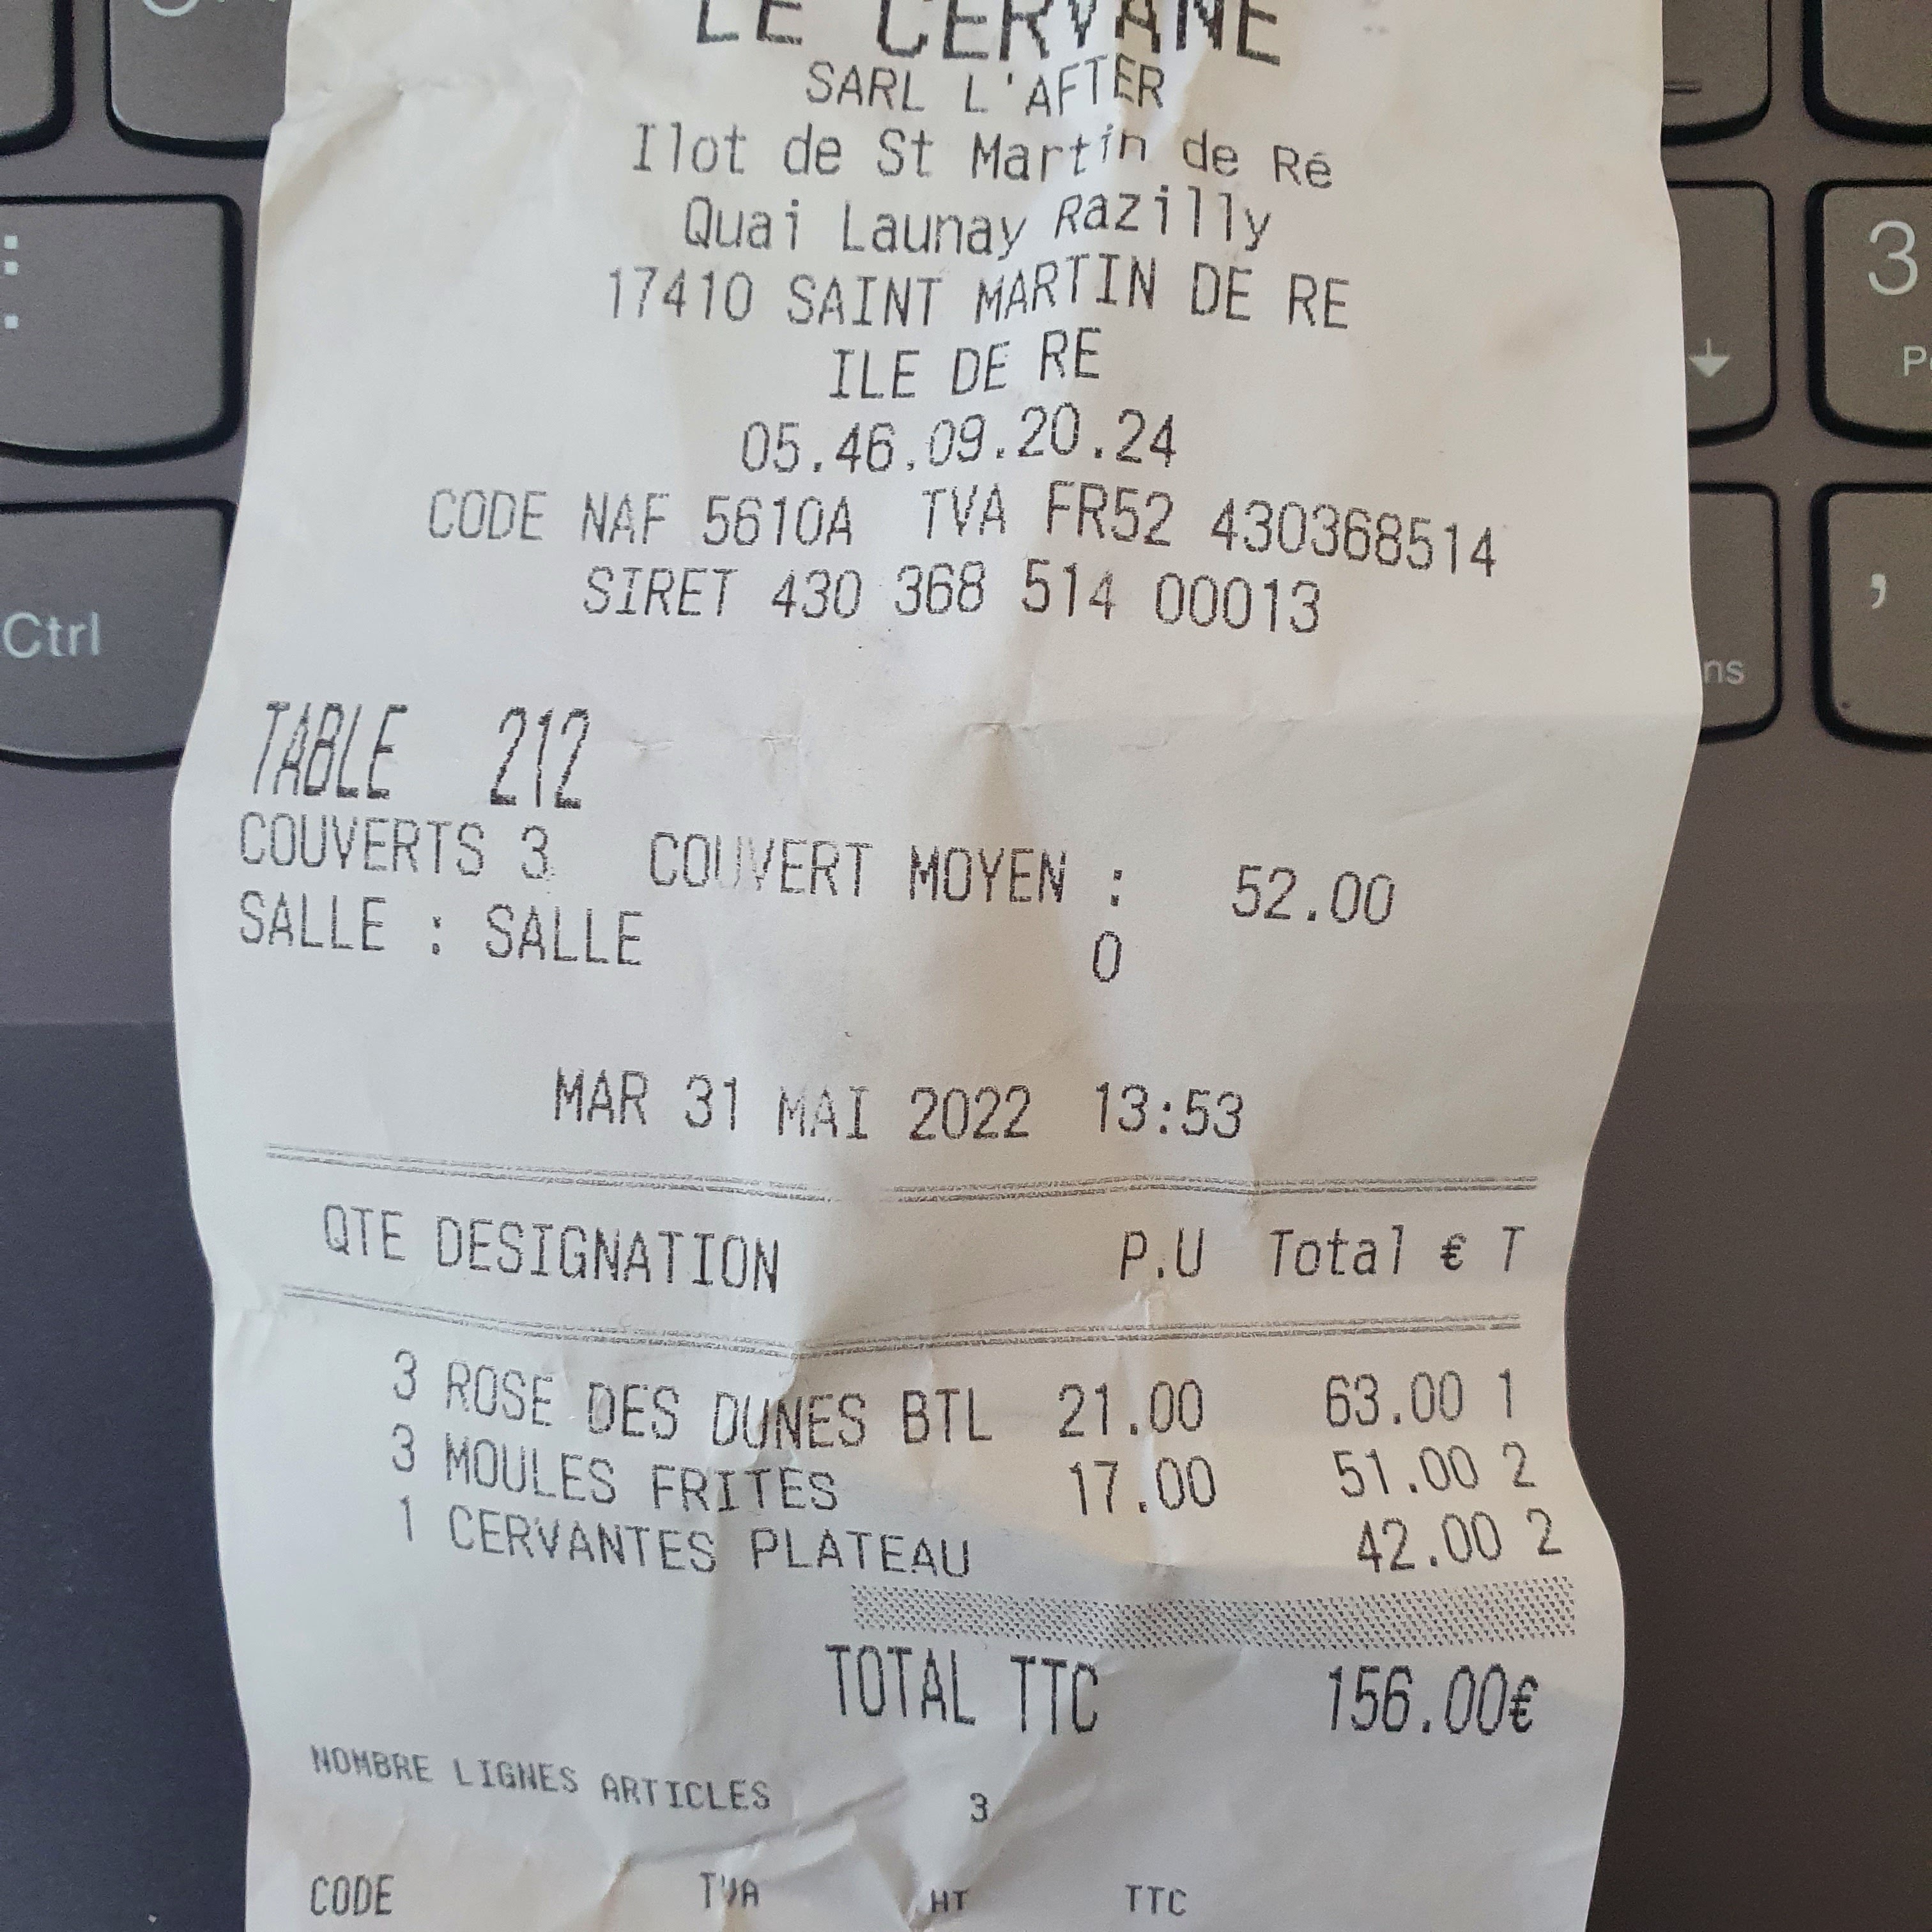 LE CERVANE
SARL L'AFTER
Ilot de St Martin de Ré
Quai Launay Razilly
17410 SAINT MARTIN DE RE
ILE DE RE
05.46.09.20.24
CODE NAF 5610A TVA FR52 430368514
SIRET 430 368 514 00013
TABLE 212
COUVERTS 3 COUVERT MOYEN : 52.00
SALLE : SALLE 0
MAR 31 MAI 2022 13:53
QTE DESIGNATION P.U Total € T
3 ROSE DES DUNES BTL 21.00 63.00 1
3 MOULES FRITES 17.00 51.00 2
1 CERVANTES PLATEAU 42.00 2
TOTAL TTC 156.00€
NOMBRE LIGNES ARTICLES 3
CODE TVA HT TTC
Ctrl
3
,